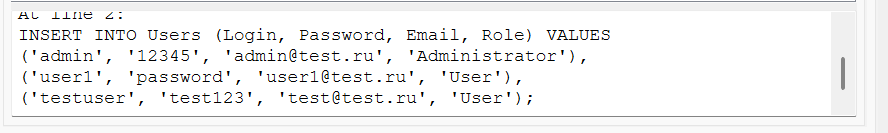 At line 2:
INSERT INTO Users (Login, Password, Email, Role) VALUES
('admin', '12345', 'admin@test.ru', 'Administrator'),
('user1', 'password', 'user1@test.ru', 'User'),
('testuser', 'test123', 'test@test.ru', 'User');